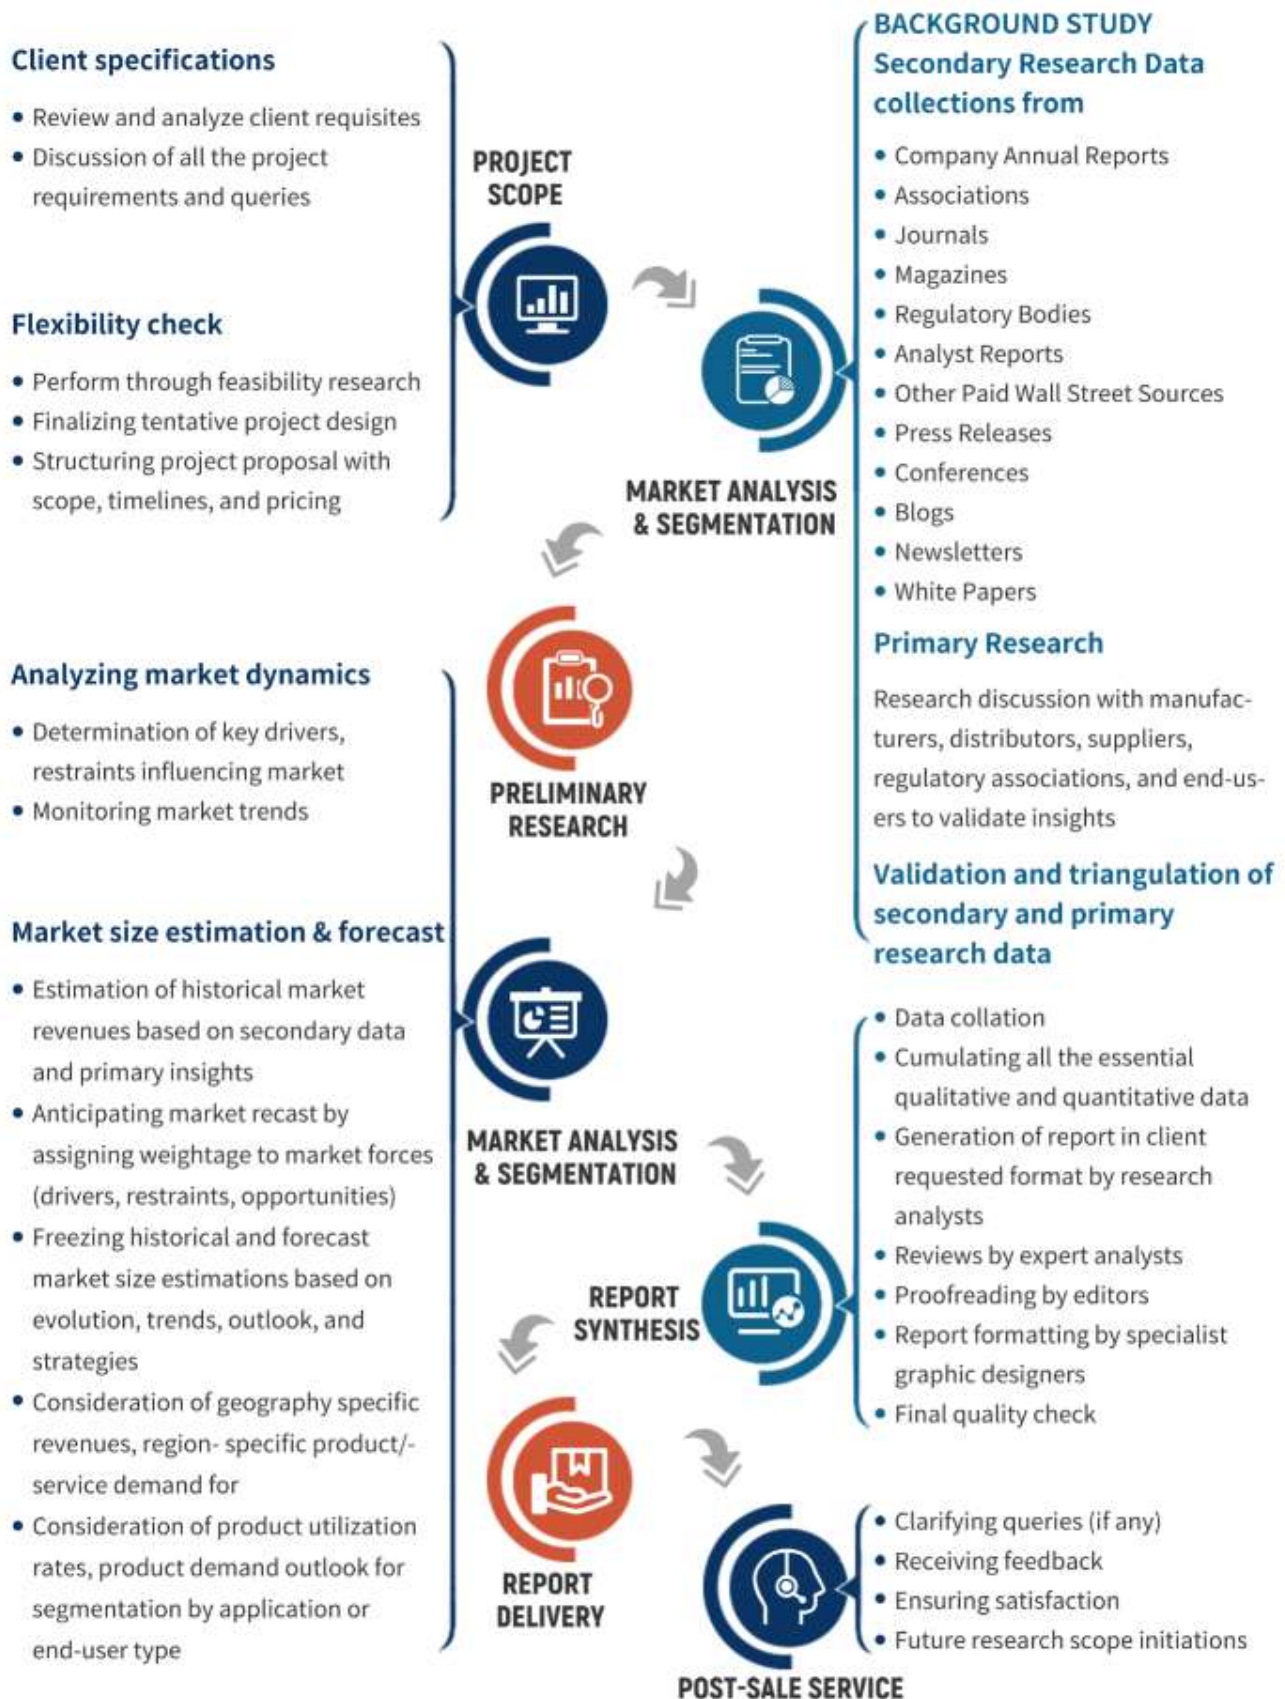 Client specifications
• Review and analyze client requisites
• Discussion of all the project
requirements and queries
Flexibility check
• Perform through feasibility research
• Finalizing tentative project design
• Structuring project proposal with
scope, timelines, and pricing
PROJECT
SCOPE
BACKGROUND STUDY
Secondary Research Data
collections from
• Company Annual Reports
• Associations
• Journals
• Magazines
• Regulatory Bodies
• Analyst Reports
• Other Paid Wall Street Sources
• Press Releases
• Conferences
• Blogs
• Newsletters
• White Papers
Primary Research
Research discussion with manufac-
turers, distributors, suppliers,
regulatory associations, and end-us-
ers to validate insights
Validation and triangulation of
secondary and primary
research data
MARKET ANALYSIS
& SEGMENTATION
PRELIMINARY
RESEARCH
Analyzing market dynamics
• Determination of key drivers,
restraints influencing market
• Monitoring market trends
Market size estimation & forecast
• Estimation of historical market
revenues based on secondary data
and primary insights
• Anticipating market recast by
assigning weightage to market forces
(drivers, restraints, opportunities)
• Freezing historical and forecast
market size estimations based on
evolution, trends, outlook, and
strategies
• Consideration of geography specific
revenues, region- specific product/-
service demand for
• Consideration of product utilization
rates, product demand outlook for
segmentation by application or
end-user type
MARKET ANALYSIS
& SEGMENTATION
• Data collation
• Cumulating all the essential
qualitative and quantitative data
• Generation of report in client
requested format by research
analysts
• Reviews by expert analysts
• Proofreading by editors
• Report formatting by specialist
graphic designers
• Final quality check
REPORT
SYNTHESIS
REPORT
DELIVERY
• Clarifying queries (if any)
• Receiving feedback
• Ensuring satisfaction
• Future research scope initiations
POST-SALE SERVICE